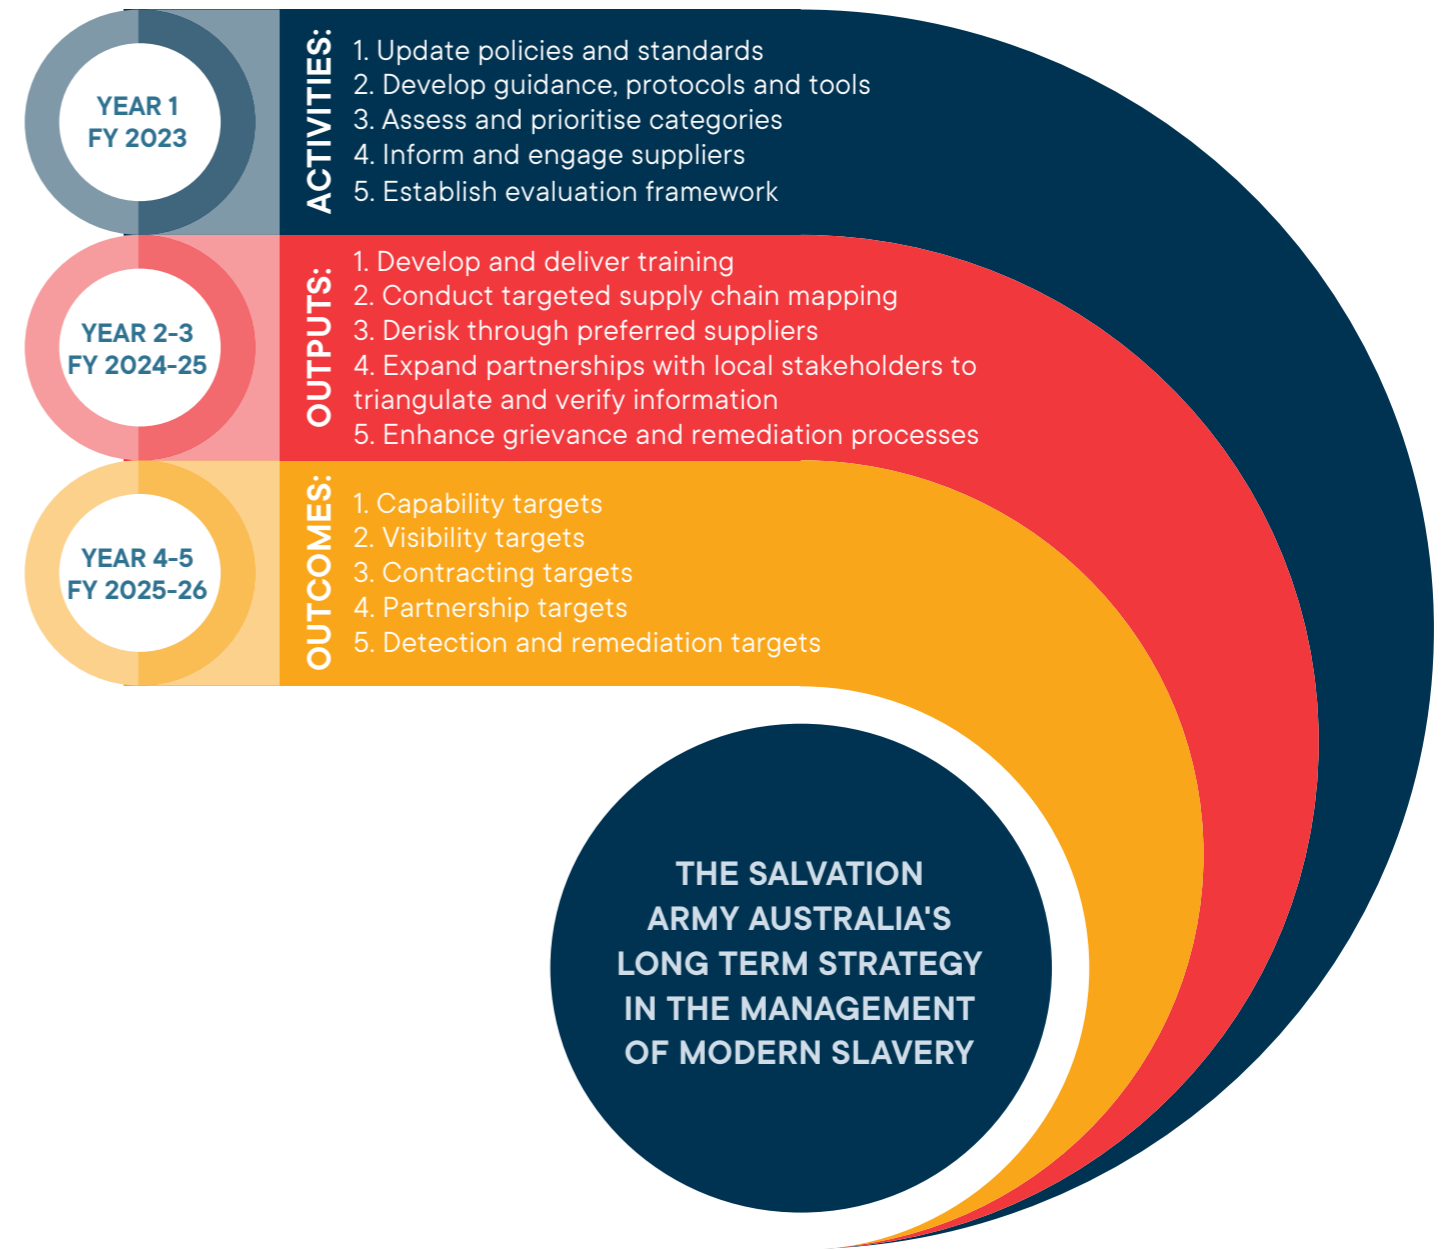 YEAR 1
FY 2023
ACTIVITIES:
1. Update policies and standards
2. Develop guidance, protocols and tools
3. Assess and prioritise categories
4. Inform and engage suppliers
5. Establish evaluation framework
YEAR 2-3
FY 2024-25
OUTPUTS:
1. Develop and deliver training
2. Conduct targeted supply chain mapping
3. Derisk through preferred suppliers
4. Expand partnerships with local stakeholders to
triangulate and verify information
5. Enhance grievance and remediation processes
YEAR 4-5
FY 2025-26
OUTCOMES:
1. Capability targets
2. Visibility targets
3. Contracting targets
4. Partnership targets
5. Detection and remediation targets
THE SALVATION
ARMY AUSTRALIA'S
LONG TERM STRATEGY
IN THE MANAGEMENT
OF MODERN SLAVERY